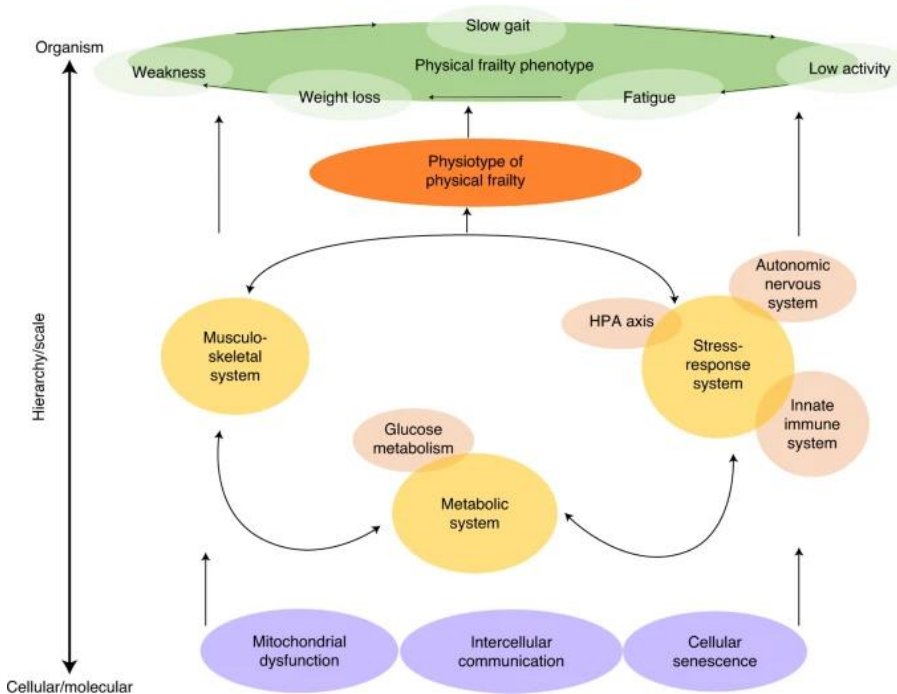 Slow gait
Organism
Weakness
Physical frailty phenotype
Low activity
Weight loss
Fatigue
Physiotype of
physical frailty
Autonomic
nervous
system
HPA axis
Musculo-
skeletal
system
Stress-
response
system
Hierarchy/scale
Innate
immune
system
Glucose
metabolism
Metabolic
system
Mitochondrial
dysfunction
Intercellular
communication
Cellular
senescence
Cellular/molecular